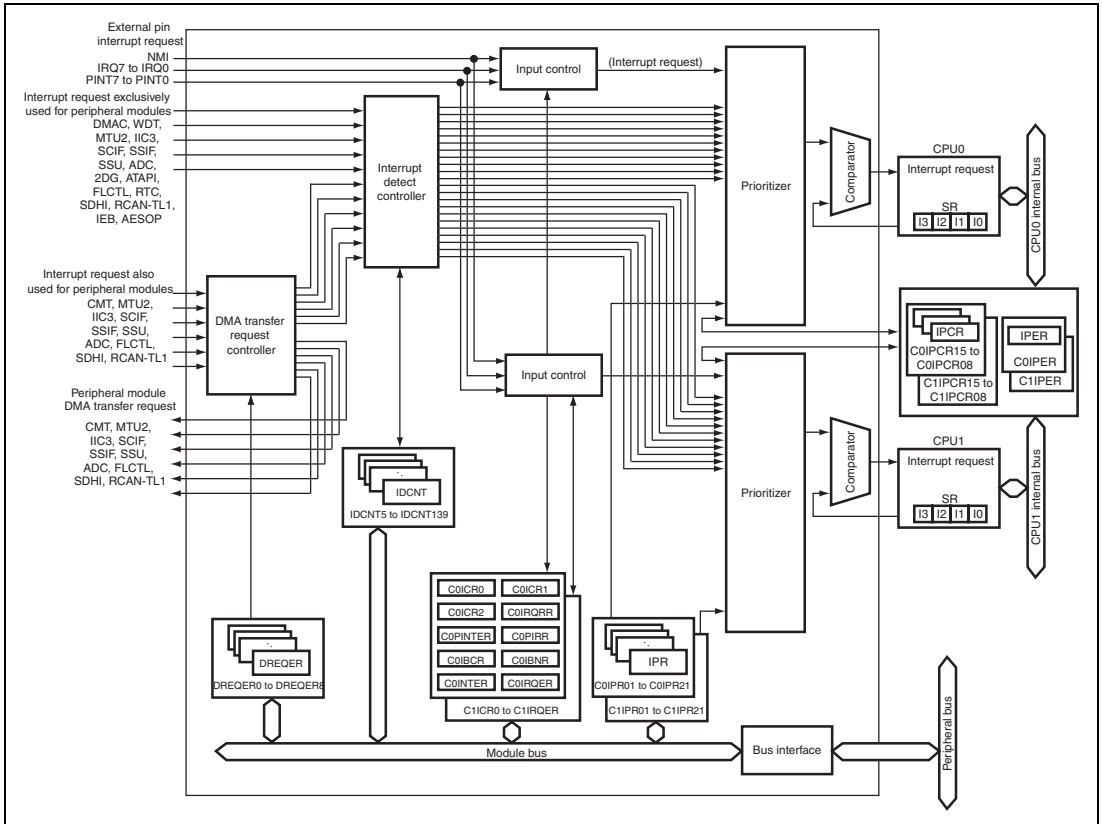 External pin
interrupt request
NMI
IRQ7 to IRQ0
PINT7 to PINT0
Interrupt request exclusively
used for peripheral modules
DMAC, WDT,
MTU2, IIC3,
SCIF, SSIF,
SSU, ADC,
2DG, ATAPI,
FLCTL, RTC,
SDHI, RCAN-TL1,
IEB, AESOP
Interrupt request also
used for peripheral modules
CMT, MTU2,
IIC3, SCIF,
SSIF, SSU,
ADC, FLCTL,
SDHI, RCAN-TL1
Peripheral module
DMA transfer request
CMT, MTU2,
IIC3, SCIF,
SSIF, SSU,
ADC, FLCTL,
SDHI, RCAN-TL1
DMA transfer
request
controller
Interrupt
detect
controller
Input control
(Interrupt request)
Prioritizer
Comparator
CPU0
Interrupt request
SR
I3 I2 I1 I0
CPU0 internal bus
IPCR
C0IPCR15 to
C0IPCR08
C1IPCR15 to
C1IPCR08
IPER
C0IPER
C1IPER
Input control
Prioritizer
Comparator
CPU1
Interrupt request
SR
I3 I2 I1 I0
CPU1 internal bus
IDCNT
IDCNT5 to IDCNT139
DREQER
DREQER0 to DREQER8
C0ICR0 C0ICR1
C0ICR2 C0IRQRR
C0PINTER C0PIRR
C0IBCR C0IBNR
C0INTER C0IRQER
C1ICR0 to C1IRQER
IPR
C0IPR01 to C0IPR21
C1IPR01 to C1IPR21
Module bus
Bus interface
Peripheral bus